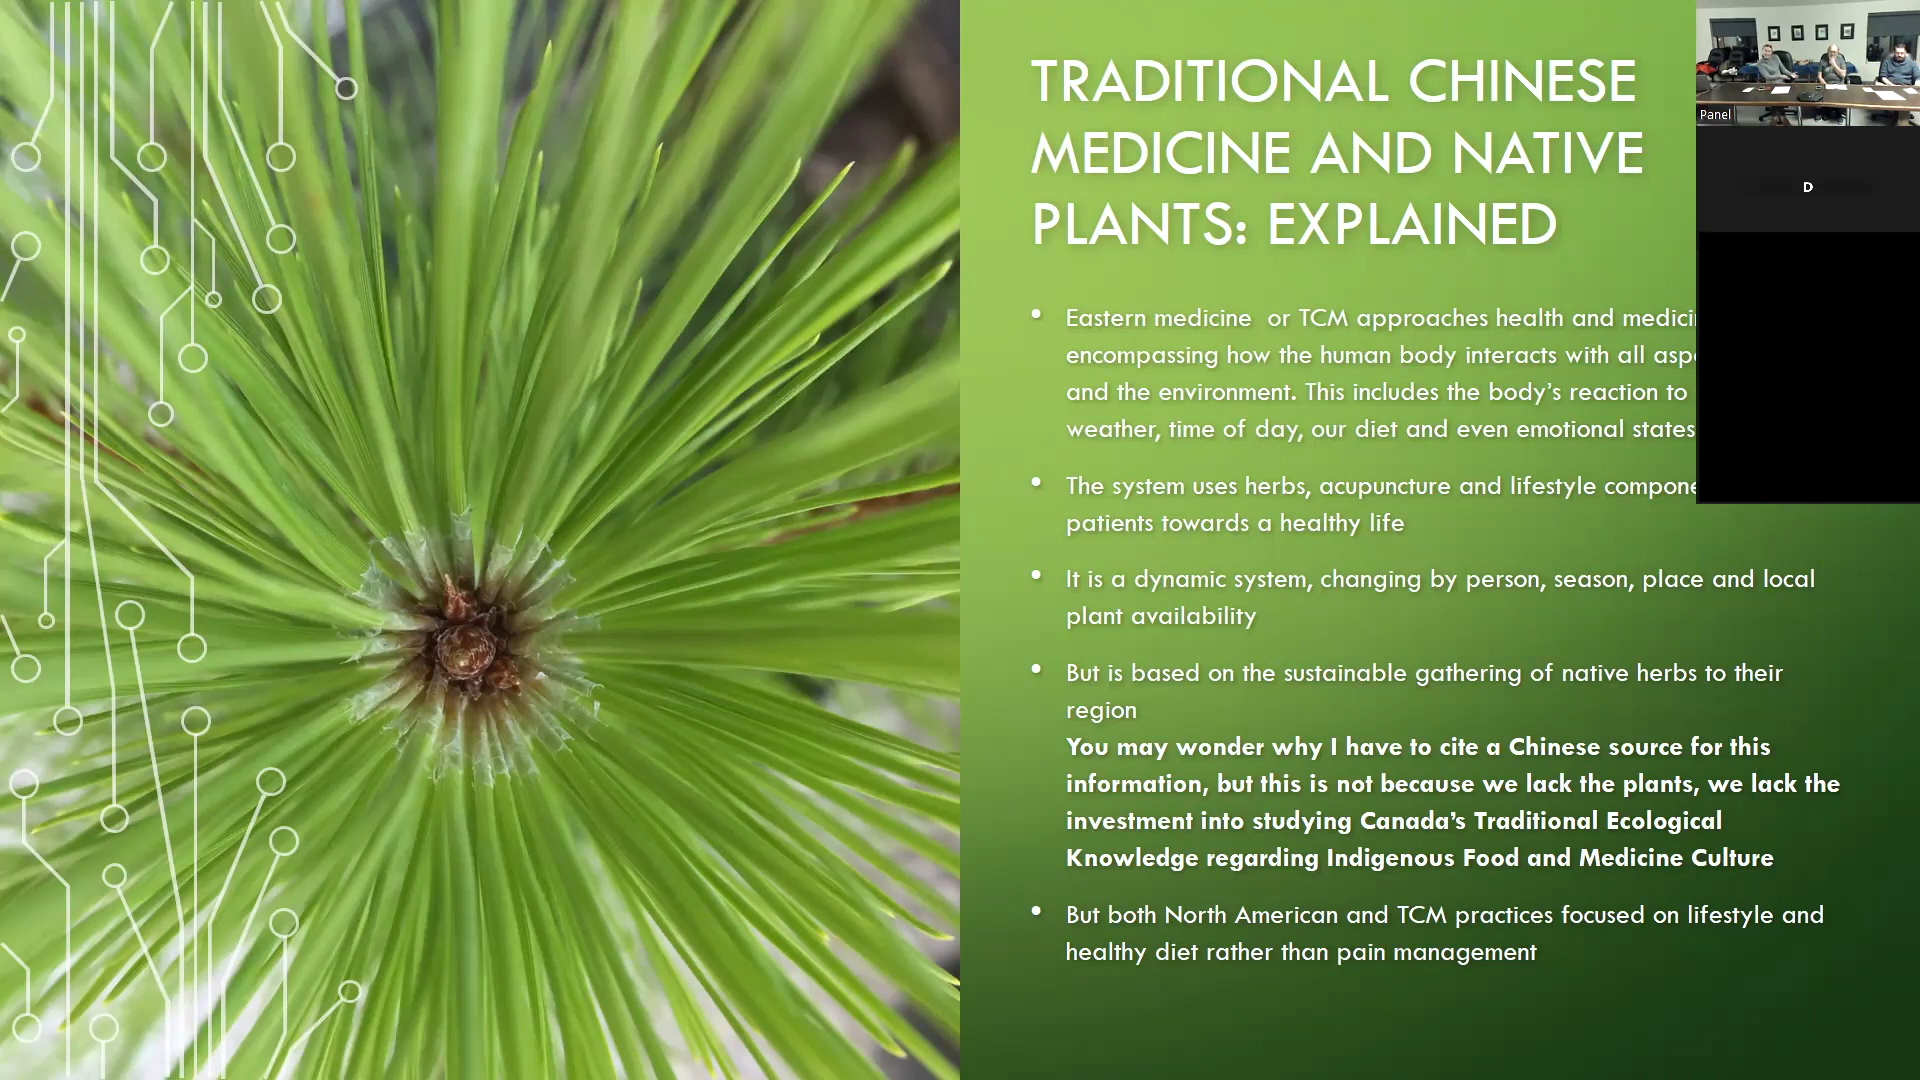 TRADITIONAL CHINESE
MEDICINE AND NATIVE
PLANTS: EXPLAINED
• Eastern medicine  or TCM approaches health and
encompassing how the human body interacts with all
and the environment. This includes the body’s reaction to
weather, time of day, our diet and even emotional states
• The system uses herbs, acupuncture and lifestyle
patients towards a healthy life
• It is a dynamic system, changing by person, season, place and local
plant availability
• But is based on the sustainable gathering of native herbs to their
region
You may wonder why I have to cite a Chinese source for this
information, but this is not because we lack the plants, we lack the
investment into studying Canada’s Traditional Ecological
Knowledge regarding Indigenous Food and Medicine Culture
• But both North American and TCM practices focused on lifestyle and
healthy diet rather than pain management
Panel
D